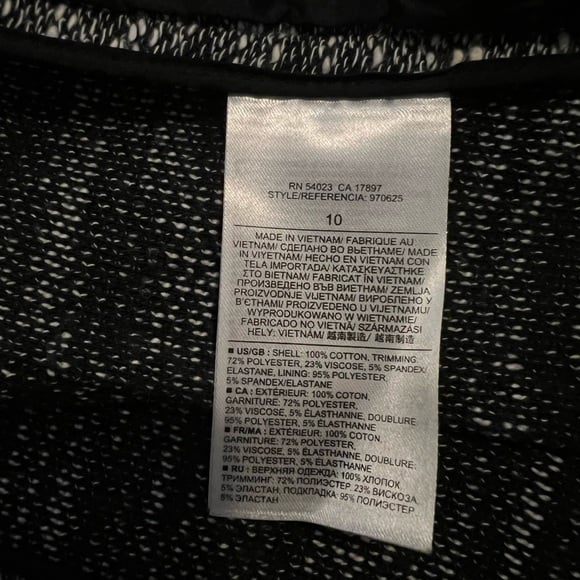 RN 54023 CA 17897
STYLE/REFERENCIA: 970625
10
MADE IN VIETNAM/ FABRIQUE AU
VIETNAM/ СДЕЛАНО ВО ВЬЕТНАМЕ/ MADE
IN VIYETNAM/ HECHO EN VIETNAM CON
TELA IMPORTADA/ ΚΑΤΑΣΚΕΥΑΣΤΗΚΕ
ΣΤΟ ΒΙΕΤΝΑΜ/ FABRICAT ÎN VIETNAM/
ПРОИЗВЕДЕНО ВЪВ ВИЕТНАМ/ ZEMLJA
PROIZVODNJE VIJETNAM/ ВИРОБЛЕНО У
В'ЄТНАМІ/ PROIZVEDENO U VIJETNAMU/
WYPRODUKOWANO W WIETNAMIE/
FABRICADO NO VIETNÃ/ SZÁRMAZÁSI
HELY: VIETNÁM/ 越南製造/ 越南制造
■ US/GB : SHELL: 100% COTTON, TRIMMING:
72% POLYESTER, 23% VISCOSE, 5% SPANDEX/
ELASTANE, LINING: 95% POLYESTER,
5% SPANDEX/ELASTANE
■ CA : EXTÉRIEUR: 100% COTON,
GARNITURE: 72% POLYESTER,
23% VISCOSE, 5% ÉLASTHANNE, DOUBLURE:
95% POLYESTER, 5% ÉLASTHANNE
■ FR/MA : EXTÉRIEUR: 100% COTON,
GARNITURE: 72% POLYESTER,
23% VISCOSE, 5% ÉLASTHANNE, DOUBLURE:
95% POLYESTER, 5% ÉLASTHANNE
■ RU : ВЕРХНЯЯ ОДЕЖДА: 100% ХЛОПОК,
ТРИММИНГ: 72% ПОЛИЭСТЕР, 23% ВИСКОЗА,
5% ЭЛАСТАН, ПОДКЛАДКА: 95% ПОЛИЭСТЕР,
5% ЭЛАСТАН